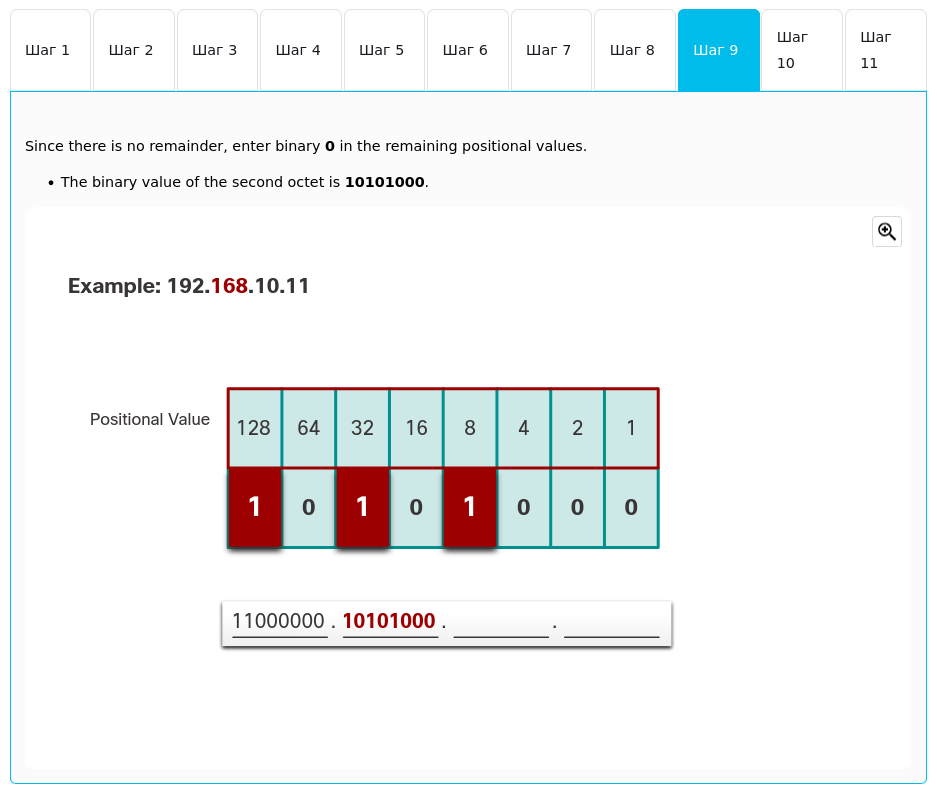 Шаг 1 Шаг 2 Шаг 3 Шаг 4 Шаг 5 Шаг 6 Шаг 7 Шаг 8 Шаг 9 Шаг 10 Шаг 11
Since there is no remainder, enter binary 0 in the remaining positional values.
• The binary value of the second octet is 10101000.
Example: 192.168.10.11
Positional Value 128 64 32 16 8 4 2 1
1 0 1 0 1 0 0 0
11000000 . 10101000 . ________ . ________